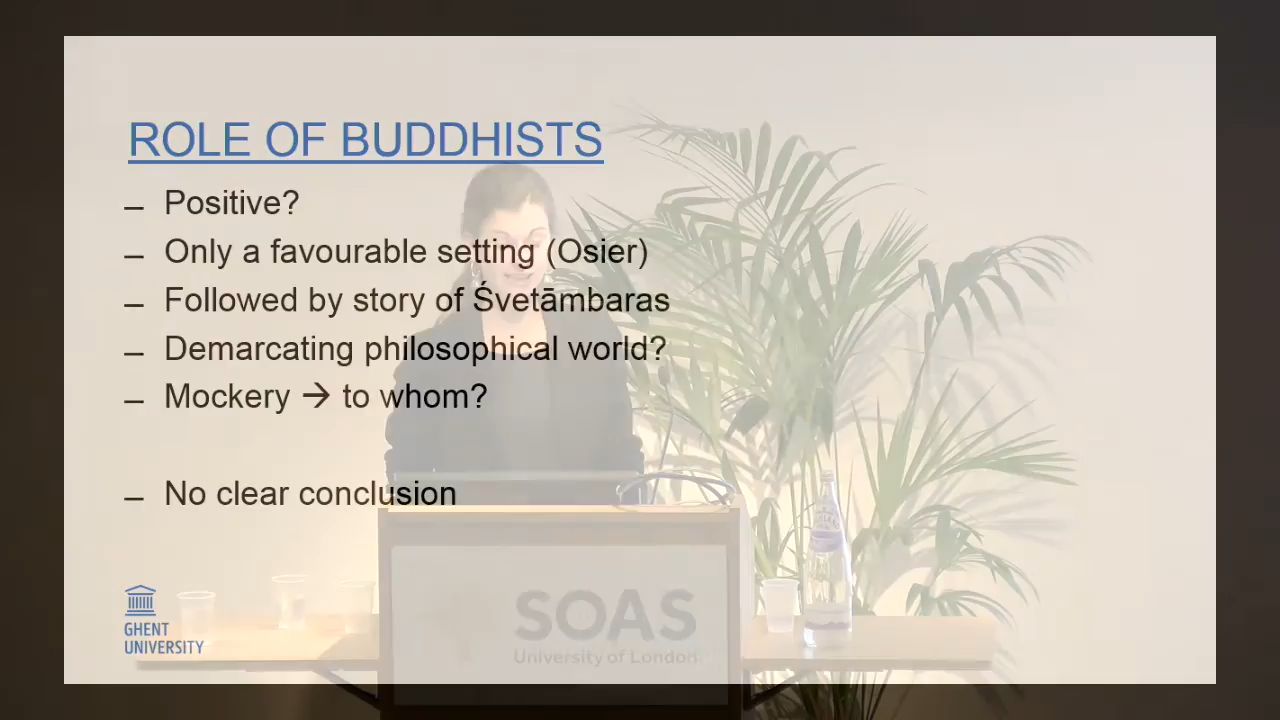 ROLE OF BUDDHISTS
– Positive?
– Only a favourable setting (Osier)
– Followed by story of Śvetāmbaras
– Demarcating philosophical world?
– Mockery → to whom?
– No clear conclusion
GHENT
UNIVERSITY
SOAS
University of London